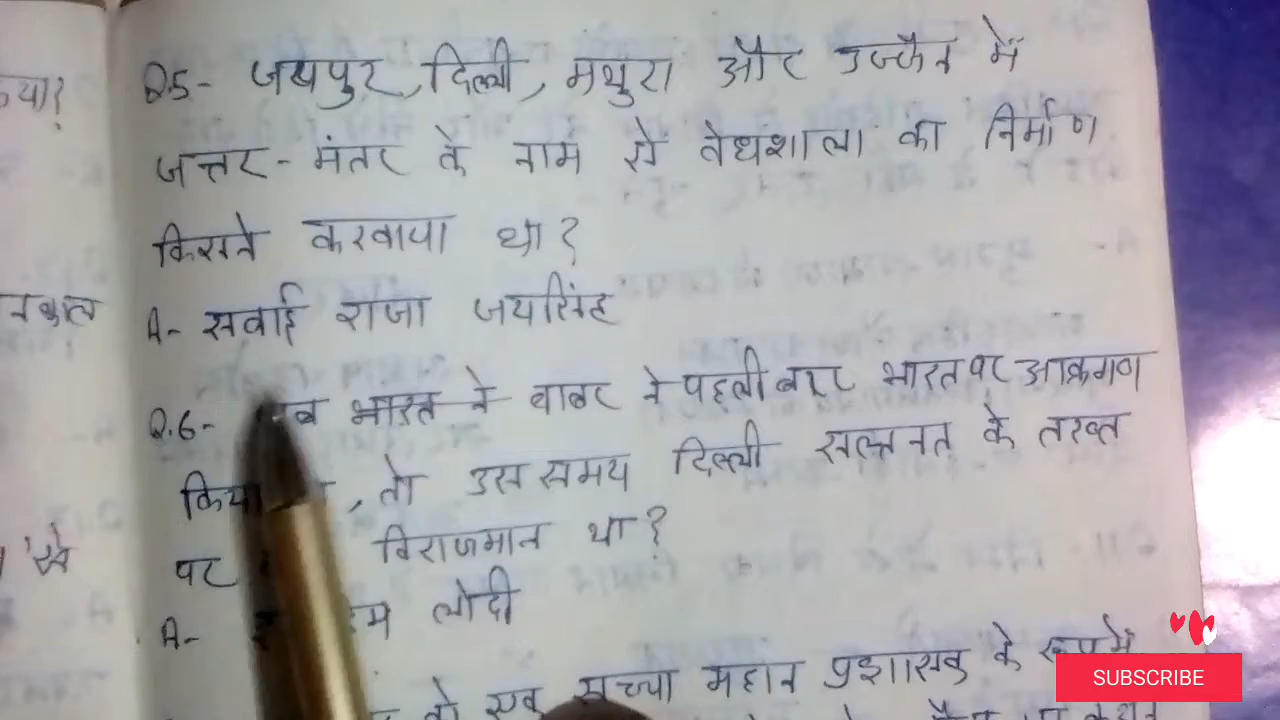 क्या?
Q5- जयपुर, दिल्ली, मथुरा और उज्जैन में
जन्तर-मंतर के नाम से वेधशाला का निर्माण
किसने करवाया था?
A- सवाई राजा जयसिंह
Q.6- जब भारत ने बाबर ने पहली बार भारत पर आक्रमण
किया, तो उस समय दिल्ली सल्तनत के तख्त
पर विराजमान था?
A- लोदी
सच्चा महान प्रशासक के रूप में
SUBSCRIBE